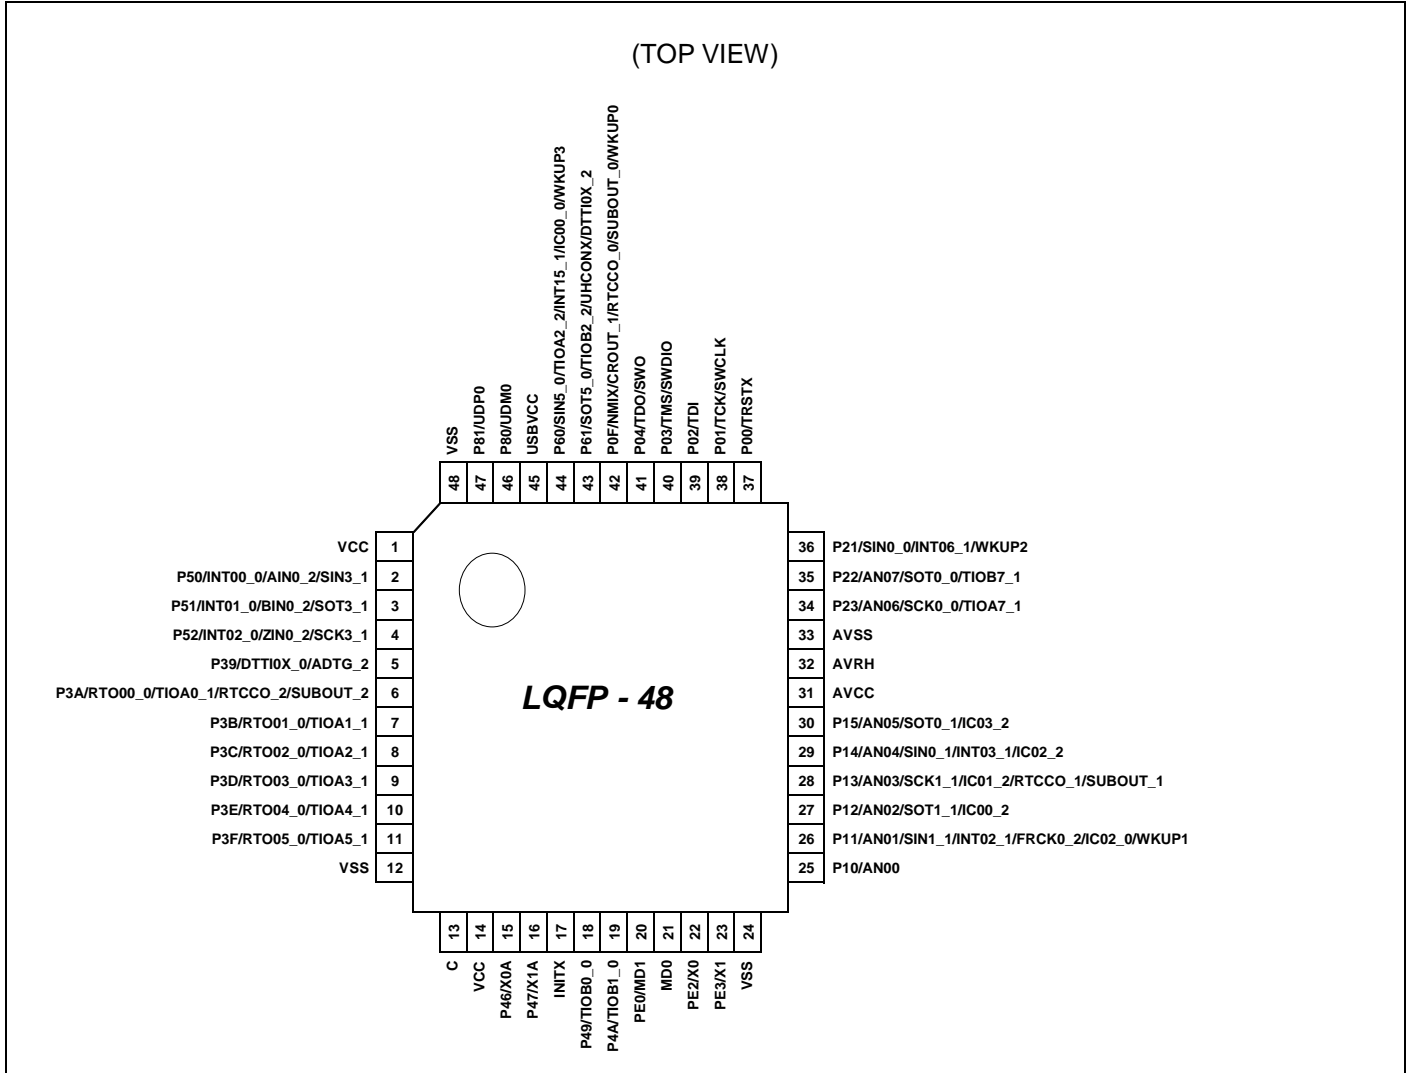 (TOP VIEW)
VSS
P81/UDP0
P80/UDM0
USBVCC
P60/SIN5_0/TIOA2_2/INT15_1/IC00_0/WKUP3
P61/SOT5_0/TIOB2_2/UHCONX/DTTI0X_2
P0F/NMIX/CROUT_1/RTCCO_0/SUBOUT_0/WKUP0
P04/TDO/SWO
P03/TMS/SWDIO
P02/TDI
P01/TCK/SWCLK
P00/TRSTX
48
47
46
45
44
43
42
41
40
39
38
37
VCC 1
P50/INT00_0/AIN0_2/SIN3_1 2
P51/INT01_0/BIN0_2/SOT3_1 3
P52/INT02_0/ZIN0_2/SCK3_1 4
P39/DTTI0X_0/ADTG_2 5
P3A/RTO00_0/TIOA0_1/RTCCO_2/SUBOUT_2 6
P3B/RTO01_0/TIOA1_1 7
P3C/RTO02_0/TIOA2_1 8
P3D/RTO03_0/TIOA3_1 9
P3E/RTO04_0/TIOA4_1 10
P3F/RTO05_0/TIOA5_1 11
VSS 12
LQFP - 48
36 P21/SIN0_0/INT06_1/WKUP2
35 P22/AN07/SOT0_0/TIOB7_1
34 P23/AN06/SCK0_0/TIOA7_1
33 AVSS
32 AVRH
31 AVCC
30 P15/AN05/SOT0_1/IC03_2
29 P14/AN04/SIN0_1/INT03_1/IC02_2
28 P13/AN03/SCK1_1/IC01_2/RTCCO_1/SUBOUT_1
27 P12/AN02/SOT1_1/IC00_2
26 P11/AN01/SIN1_1/INT02_1/FRCK0_2/IC02_0/WKUP1
25 P10/AN00
13
14
15
16
17
18
19
20
21
22
23
24
C
VCC
P46/X0A
P47/X1A
INITX
P49/TIOB0_0
P4A/TIOB1_0
PE0/MD1
MD0
PE2/X0
PE3/X1
VSS